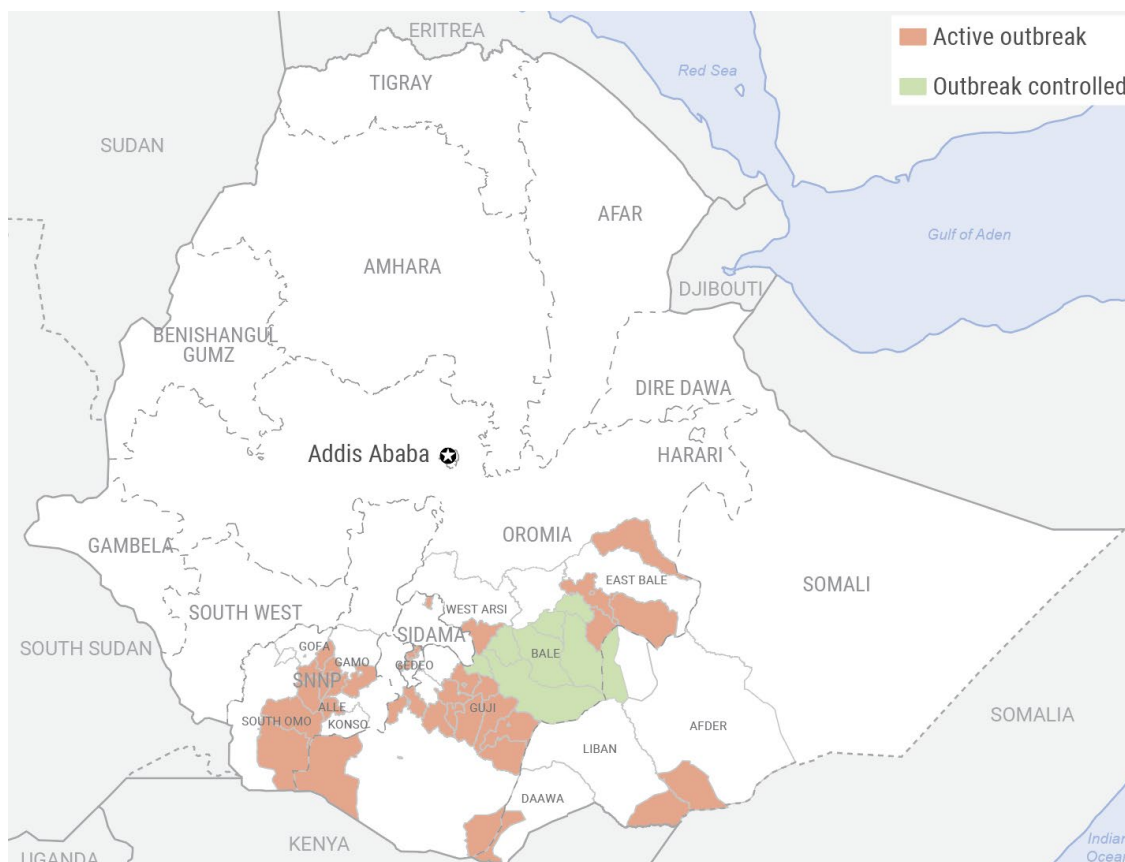 ERITREA
Active outbreak
Red Sea
TIGRAY
Outbreak controlled
SUDAN
AFAR
Gulf of Aden
AMHARA
DJIBOUTI
BENISHANGUL
GUMZ
DIRE DAWA
Addis Ababa
HARARI
OROMIA
GAMBELA
EAST BALE
SOMALI
SOUTH WEST
WEST ARSI
SIDAMA
SOUTH SUDAN
GOFA
GAMO
GEDEO
BALE
SNNP
ALLE
GUJI
SOUTH OMO
KONSO
SOMALIA
AFDER
LIBAN
DAAWA
KENYA
UGANDA
Indian
Ocean